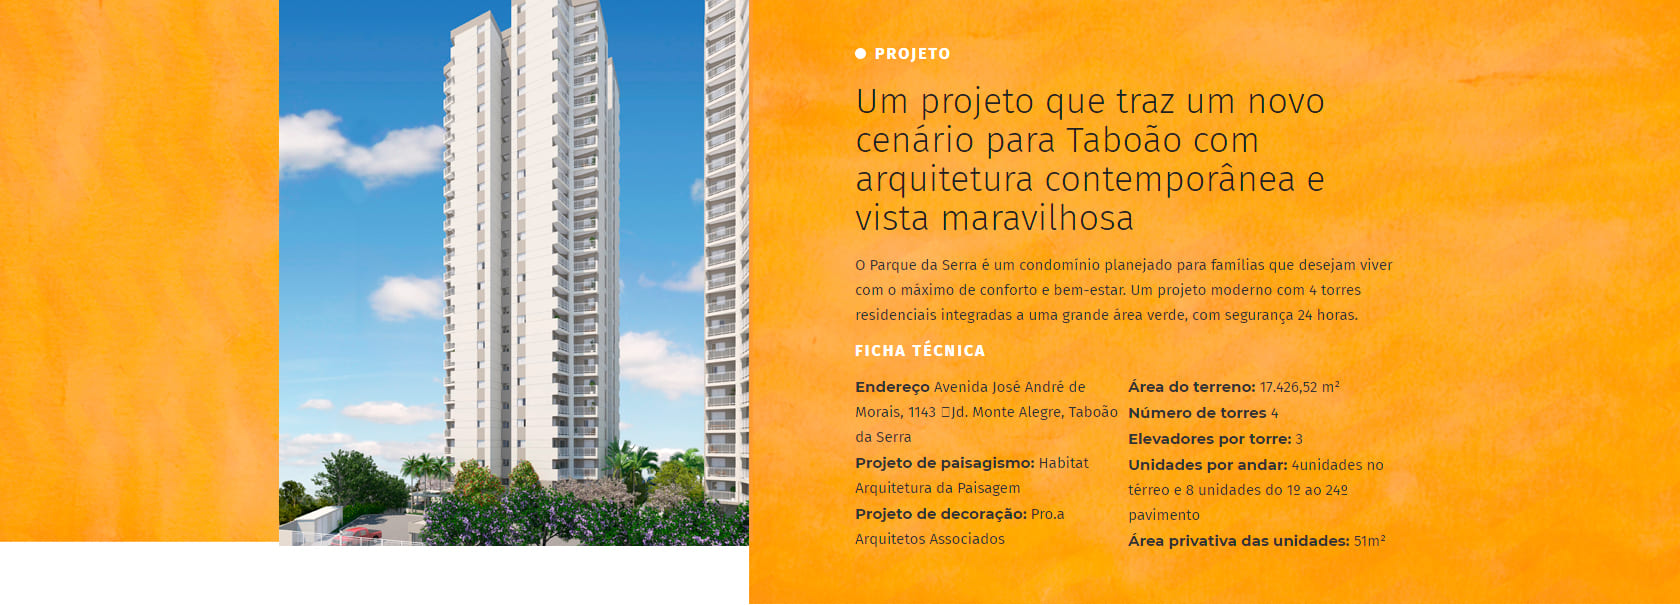 PROJETO
Um projeto que traz um novo
cenário para Taboão com
arquitetura contemporânea e
vista maravilhosa
O Parque da Serra é um condomínio planejado para famílias que desejam viver
com o máximo de conforto e bem-estar. Um projeto moderno com 4 torres
residenciais integradas a uma grande área verde, com segurança 24 horas.
FICHA TÉCNICA
Endereço Avenida José André de
Morais, 1143 □Jd. Monte Alegre, Taboão
da Serra
Projeto de paisagismo: Habitat
Arquitetura da Paisagem
Projeto de decoração: Pro.a
Arquitetos Associados
Área do terreno: 17.426,52 m²
Número de torres 4
Elevadores por torre: 3
Unidades por andar: 4unidades no
térreo e 8 unidades do 1º ao 24º
pavimento
Área privativa das unidades: 51m²